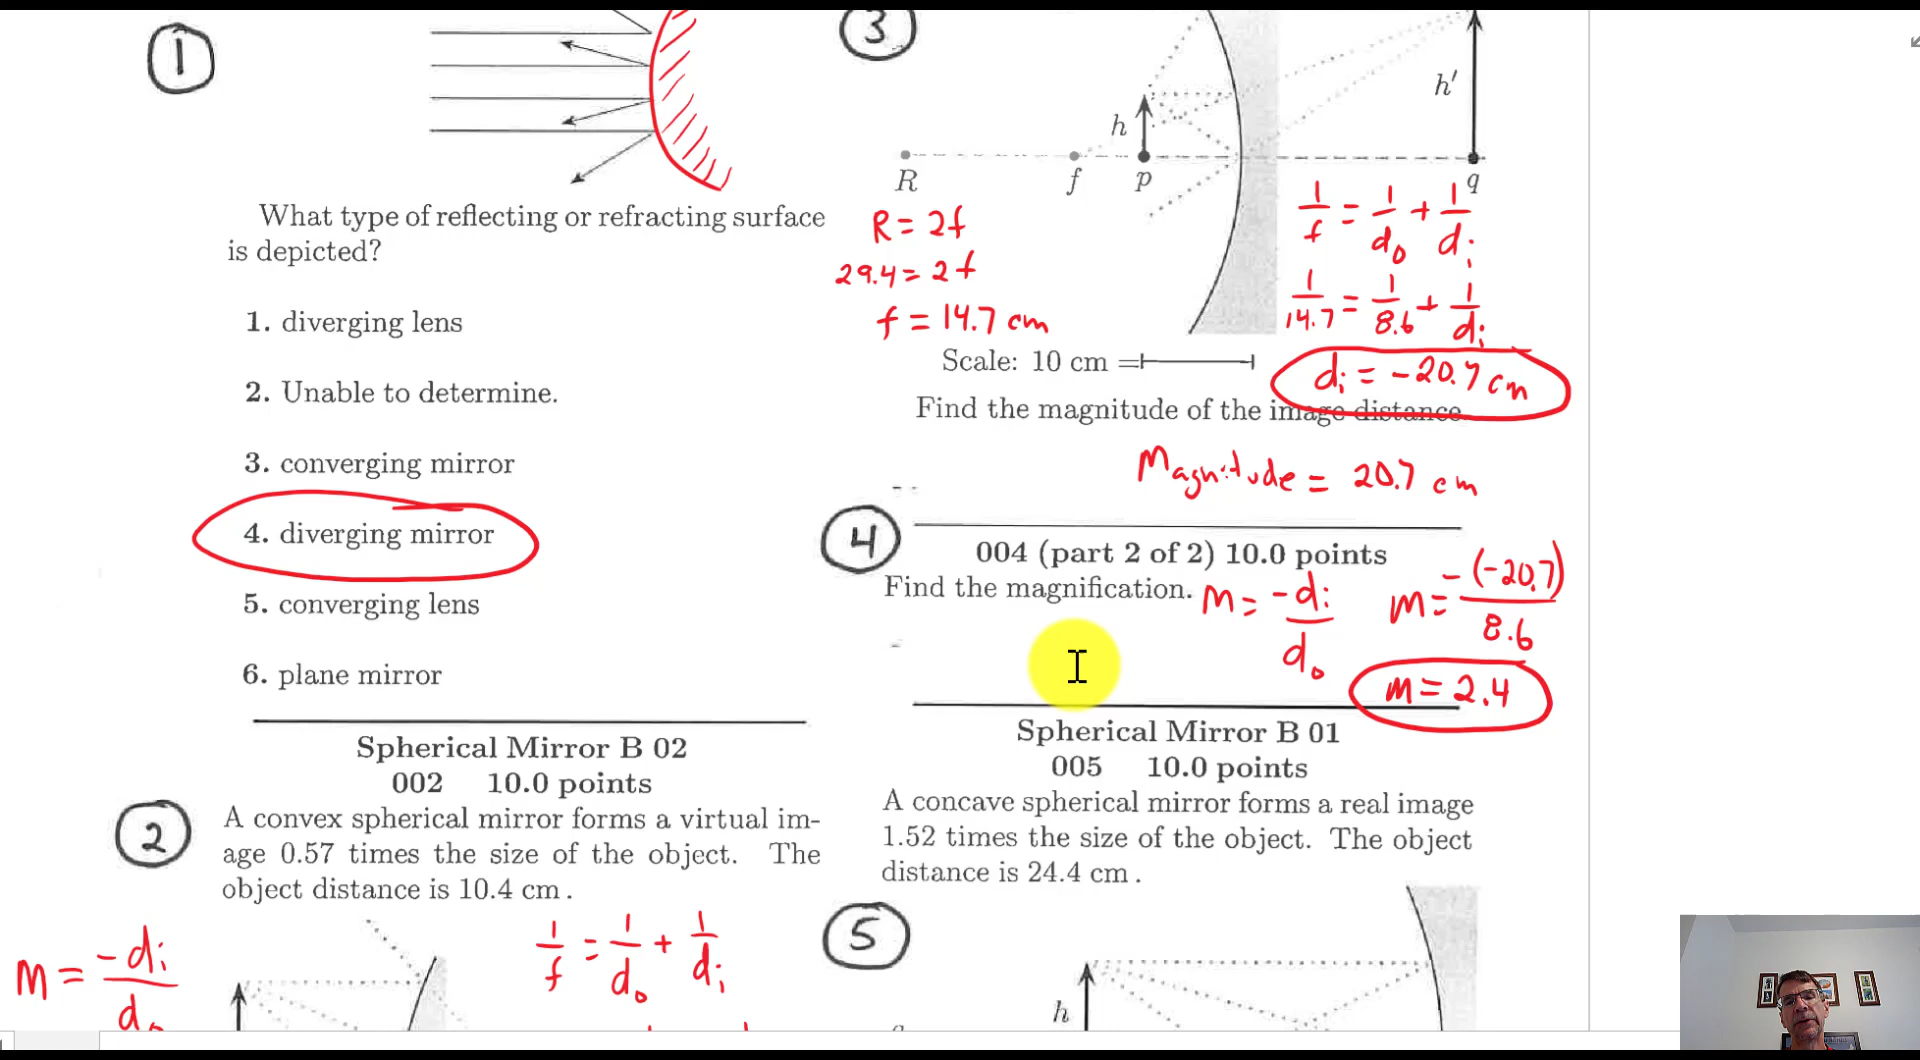 1
What type of reflecting or refracting surface
is depicted?
1. diverging lens
2. Unable to determine.
3. converging mirror
4. diverging mirror
5. converging lens
6. plane mirror
Spherical Mirror B 02
002 10.0 points
2
A convex spherical mirror forms a virtual im-
age 0.57 times the size of the object. The
object distance is 10.4 cm.
M = -di/do
1/f = 1/do + 1/di
3
h
h′
R f p q
R = 2f
29.4 = 2f
f = 14.7 cm
1/f = 1/do + 1/di
1/14.7 = 1/8.6 + 1/di
di = -20.7 cm
Scale: 10 cm =
Find the magnitude of the image distance.
Magnitude = 20.7 cm
4
004 (part 2 of 2) 10.0 points
Find the magnification.
M = -di/do
M = -(-20.7)/8.6
M = 2.4
Spherical Mirror B 01
005 10.0 points
A concave spherical mirror forms a real image
1.52 times the size of the object. The object
distance is 24.4 cm.
5
h